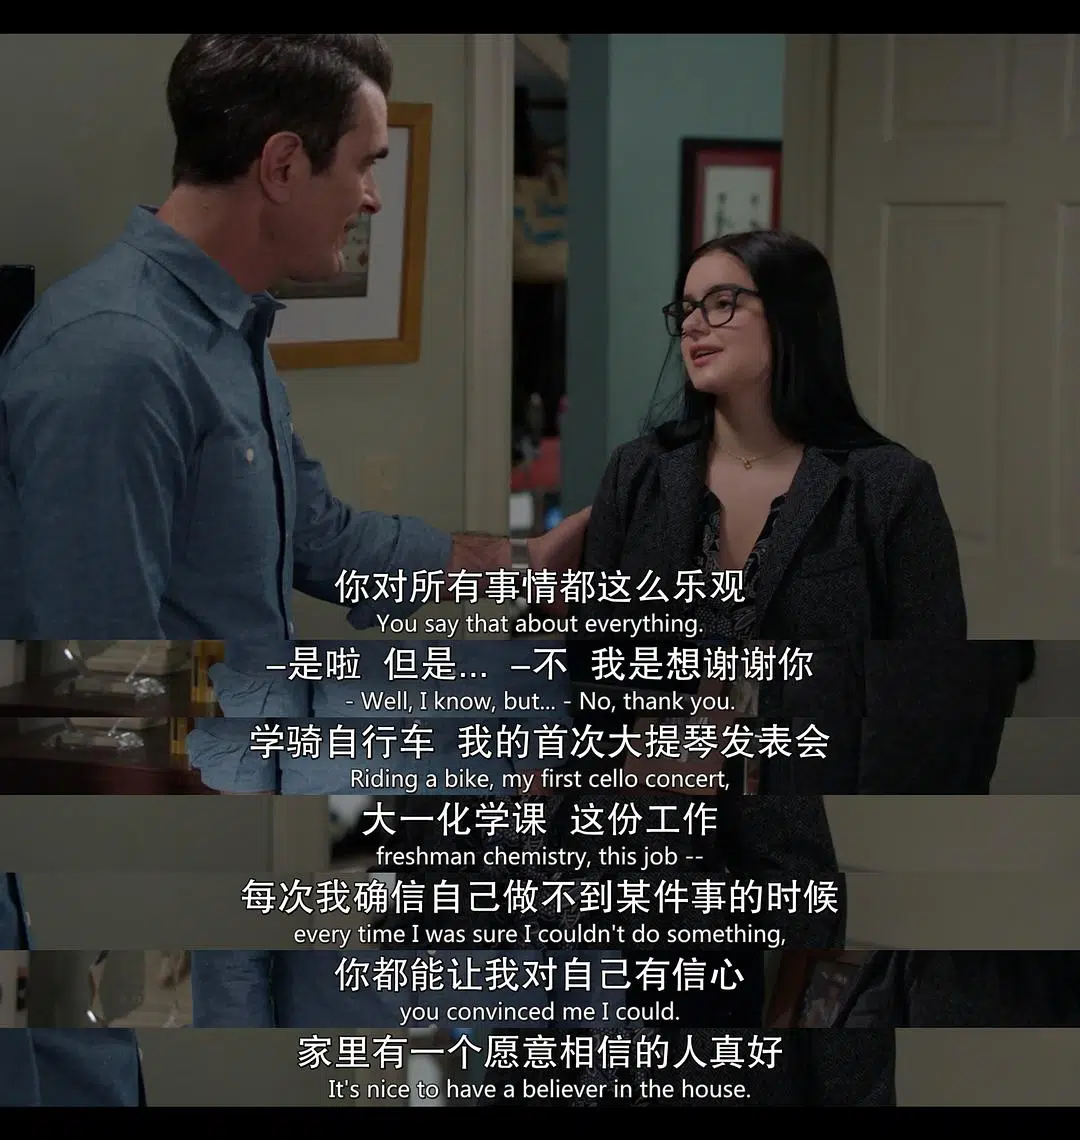 你对所有事情都这么乐观
You say that about everything.
–是啦 但是... –不 我是想谢谢你
- Well, I know, but... - No, thank you.
学骑自行车 我的首次大提琴发表会
Riding a bike, my first cello concert,
大一化学课 这份工作
freshman chemistry, this job --
每次我确信自己做不到某件事的时候
every time I was sure I couldn't do something,
你都能让我对自己有信心
you convinced me I could.
家里有一个愿意相信的人真好
It's nice to have a believer in the house.